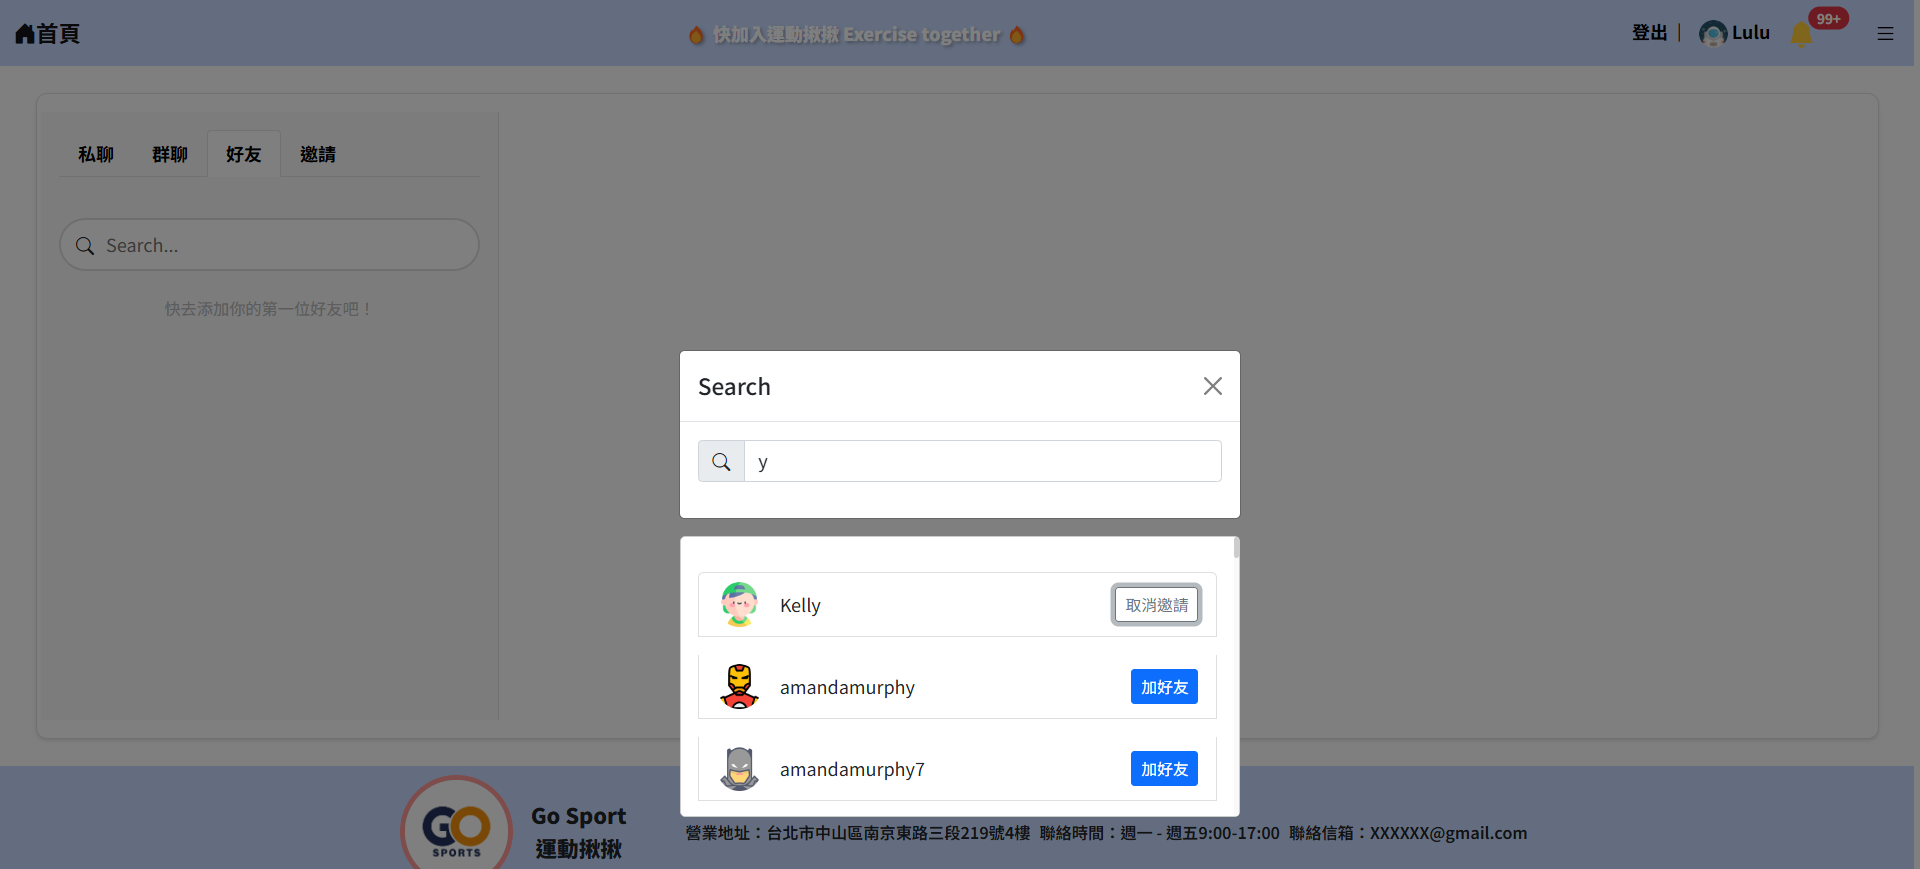 首頁
快加入運動揪揪 Exercise together
登出 | Lulu 99+
私聊 群聊 好友 邀請
Search...
快去添加你的第一位好友吧！
Search
y
Kelly 取消邀請
amandamurphy 加好友
amandamurphy7 加好友
GO
SPORTS
Go Sport
運動揪揪
營業地址：台北市中山區南京東路三段219號4樓 聯絡時間：週一 - 週五9:00-17:00 聯絡信箱：XXXXXX@gmail.com